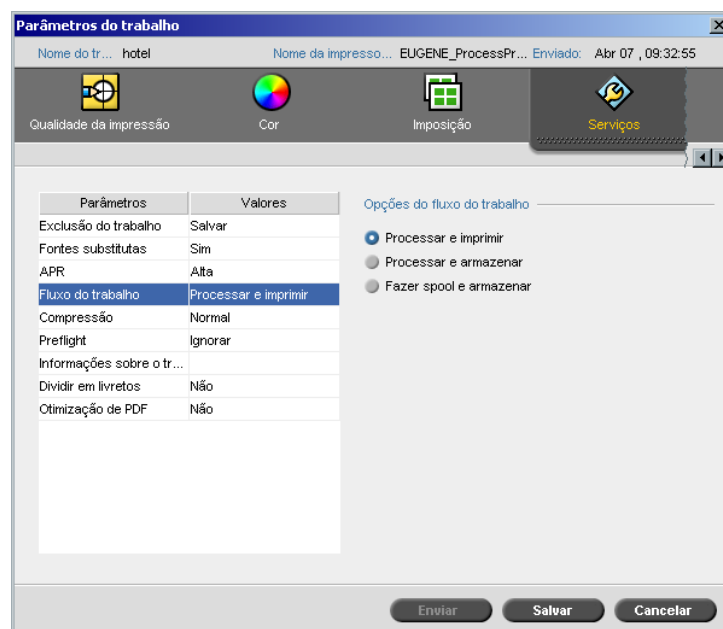 Parâmetros do trabalho
Nome do tr... hotel Nome da impresso... EUGENE_ProcessPr... Enviado: Abr 07 , 09:32:55
Qualidade da impressão Cor Imposição Serviços
Parâmetros Valores
Exclusão do trabalho Salvar
Fontes substitutas Sim
APR Alta
Fluxo do trabalho Processar e imprimir
Compressão Normal
Preflight Ignorar
Informações sobre o tr...
Dividir em livretos Não
Otimização de PDF Não
Opções do fluxo do trabalho
Processar e imprimir
Processar e armazenar
Fazer spool e armazenar
Enviar Salvar Cancelar